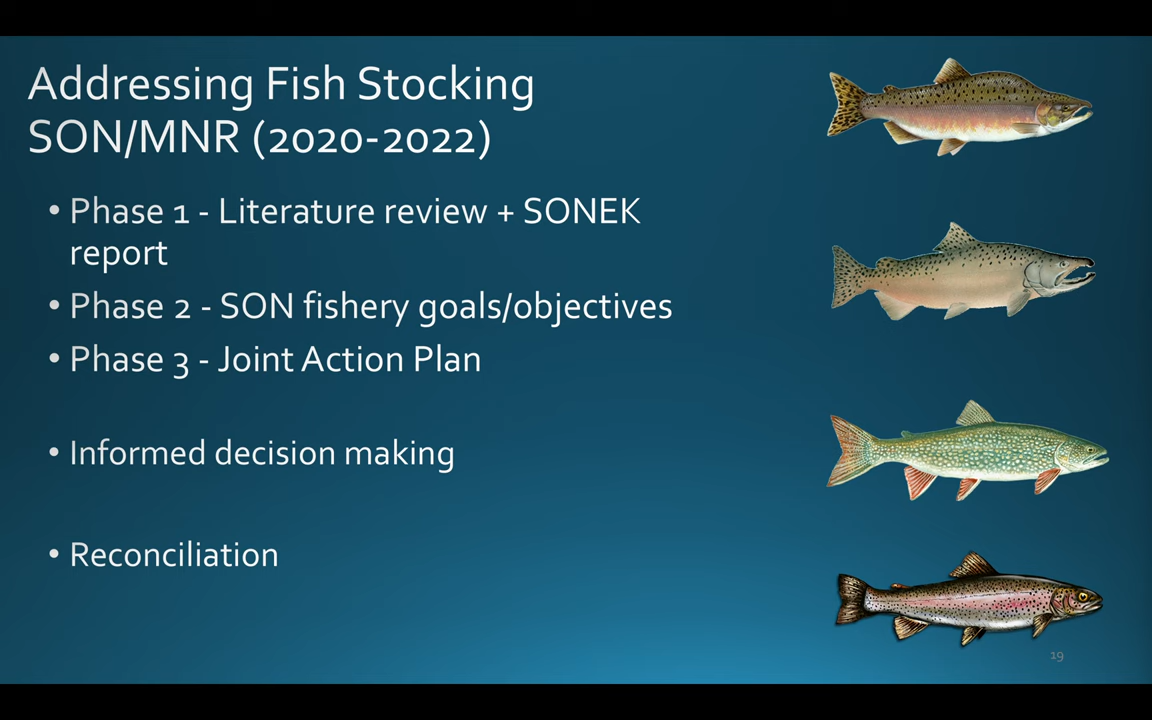 Addressing Fish Stocking
SON/MNR (2020-2022)
• Phase 1 - Literature review + SONEK
report
• Phase 2 - SON fishery goals/objectives
• Phase 3 - Joint Action Plan
• Informed decision making
• Reconciliation
19